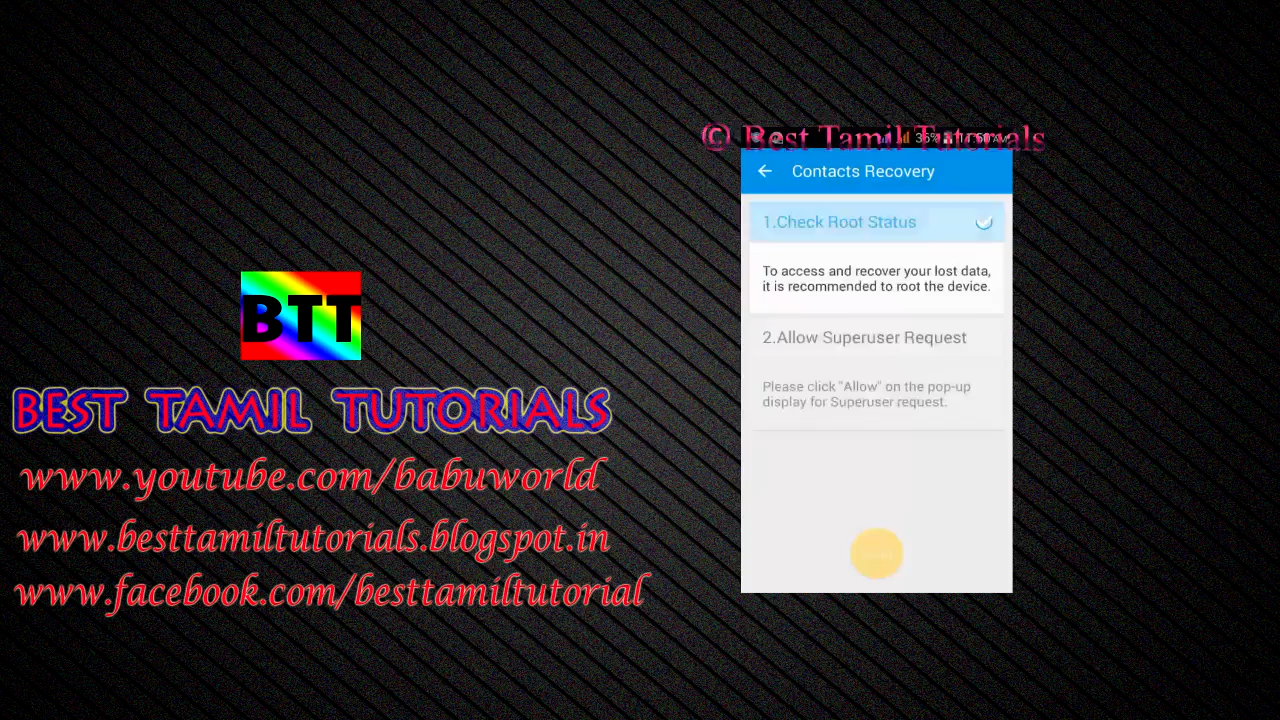 © Best Tamil Tutorials
35%
Contacts Recovery
1.Check Root Status
To access and recover your lost data,
it is recommended to root the device.
2.Allow Superuser Request
Please click "Allow" on the pop-up
display for Superuser request.
BTT
BEST TAMIL TUTORIALS
www.youtube.com/babuworld
www.besttamiltutorials.blogspot.in
www.facebook.com/besttamiltutorial